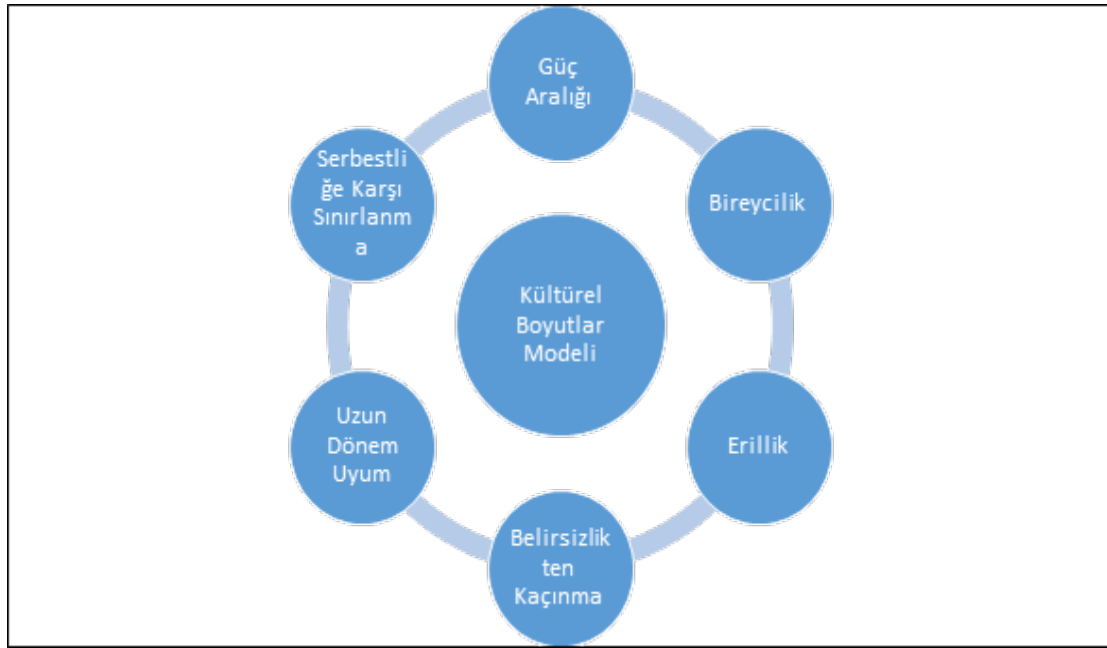 Güç
Aralığı
Bireycilik
Erillik
Belirsizlik
ten
Kaçınma
Uzun
Dönem
Uyum
Serbestli
ğe Karşı
Sınırlanm
a
Kültürel
Boyutlar
Modeli